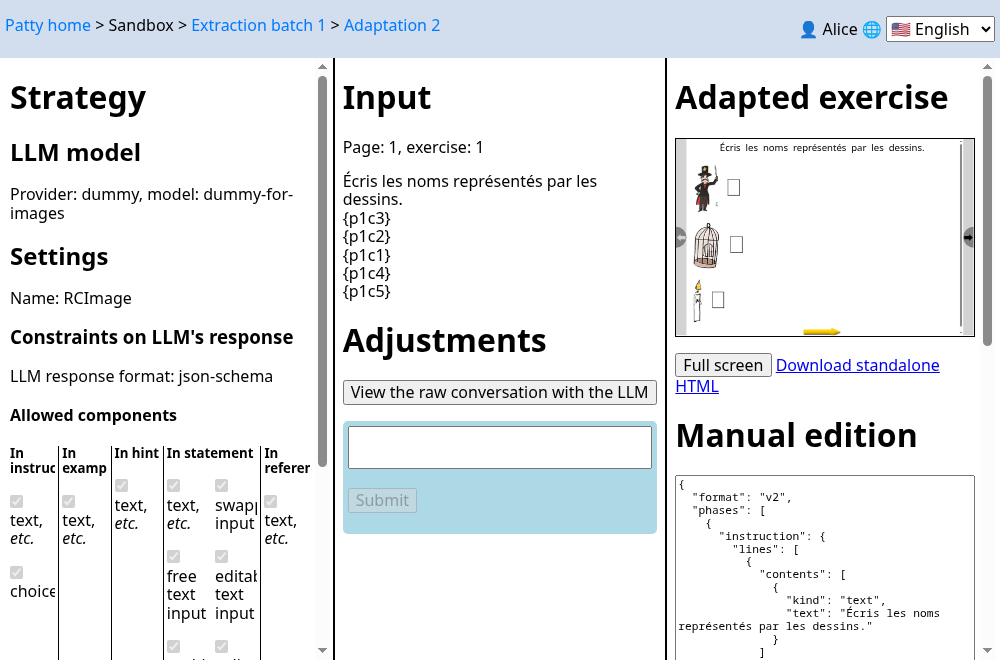 Patty home > Sandbox > Extraction batch 1 > Adaptation 2
👤 Alice 🌐 🇺🇸 English
Strategy
LLM model
Provider: dummy, model: dummy-for-
images
Settings
Name: RCImage
Constraints on LLM's response
LLM response format: json-schema
Allowed components
In
instruc
text,
etc.
choice
In
examp
text,
etc.
In hint
text,
etc.
In statement
text,
etc.
free
text
input
swapp
input
editab
text
input
In
referen
text,
etc.
Input
Page: 1, exercise: 1
Écris les noms représentés par les
dessins.
{p1c3}
{p1c2}
{p1c1}
{p1c4}
{p1c5}
Adjustments
View the raw conversation with the LLM
Submit
Adapted exercise
Écris les noms représentés par les dessins.
Full screen Download standalone
HTML
Manual edition
{
"format": "v2",
"phases": [
{
"instruction": {
"lines": [
{
"contents": [
{
"kind": "text",
"text": "Écris les noms
représentés par les dessins."
}
]